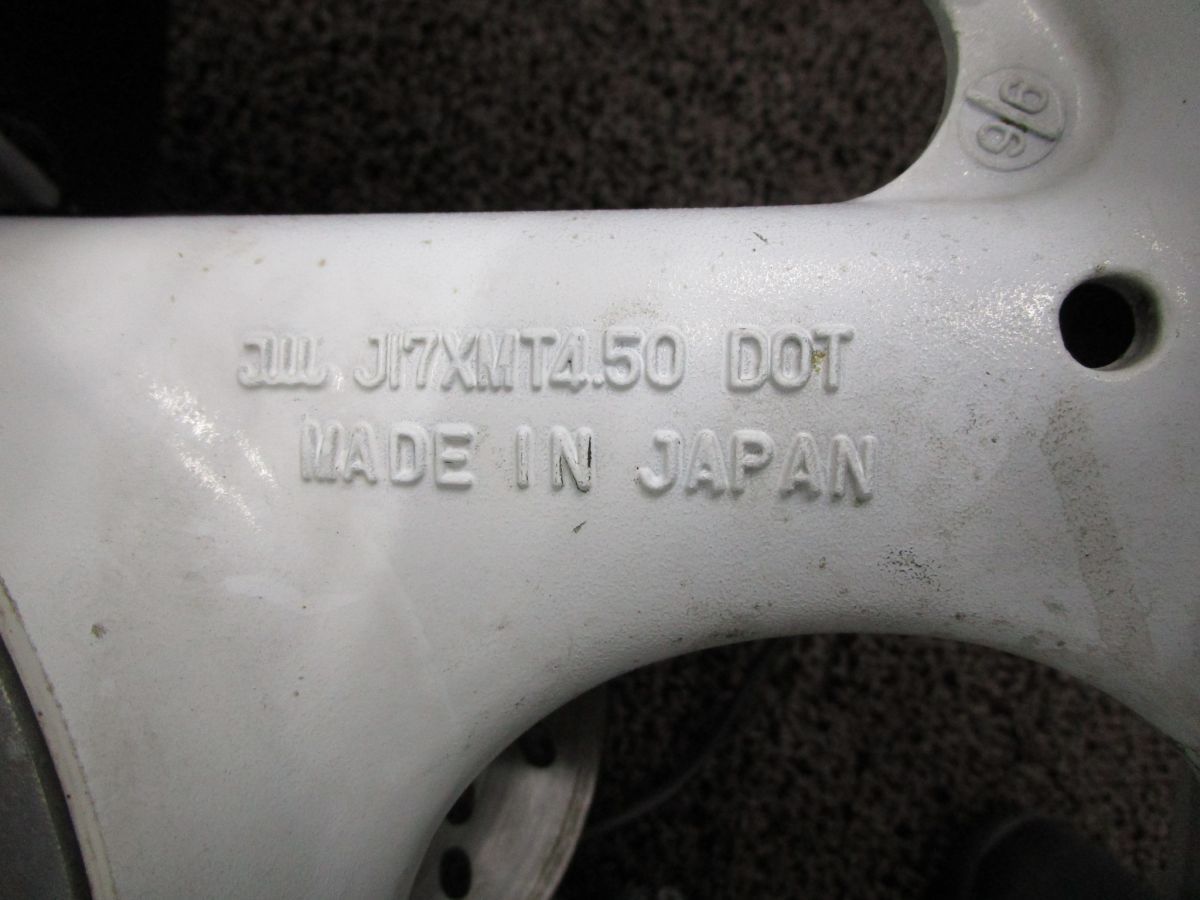 9/6
JWL J17XMT4.50 DOT
MADE IN JAPAN